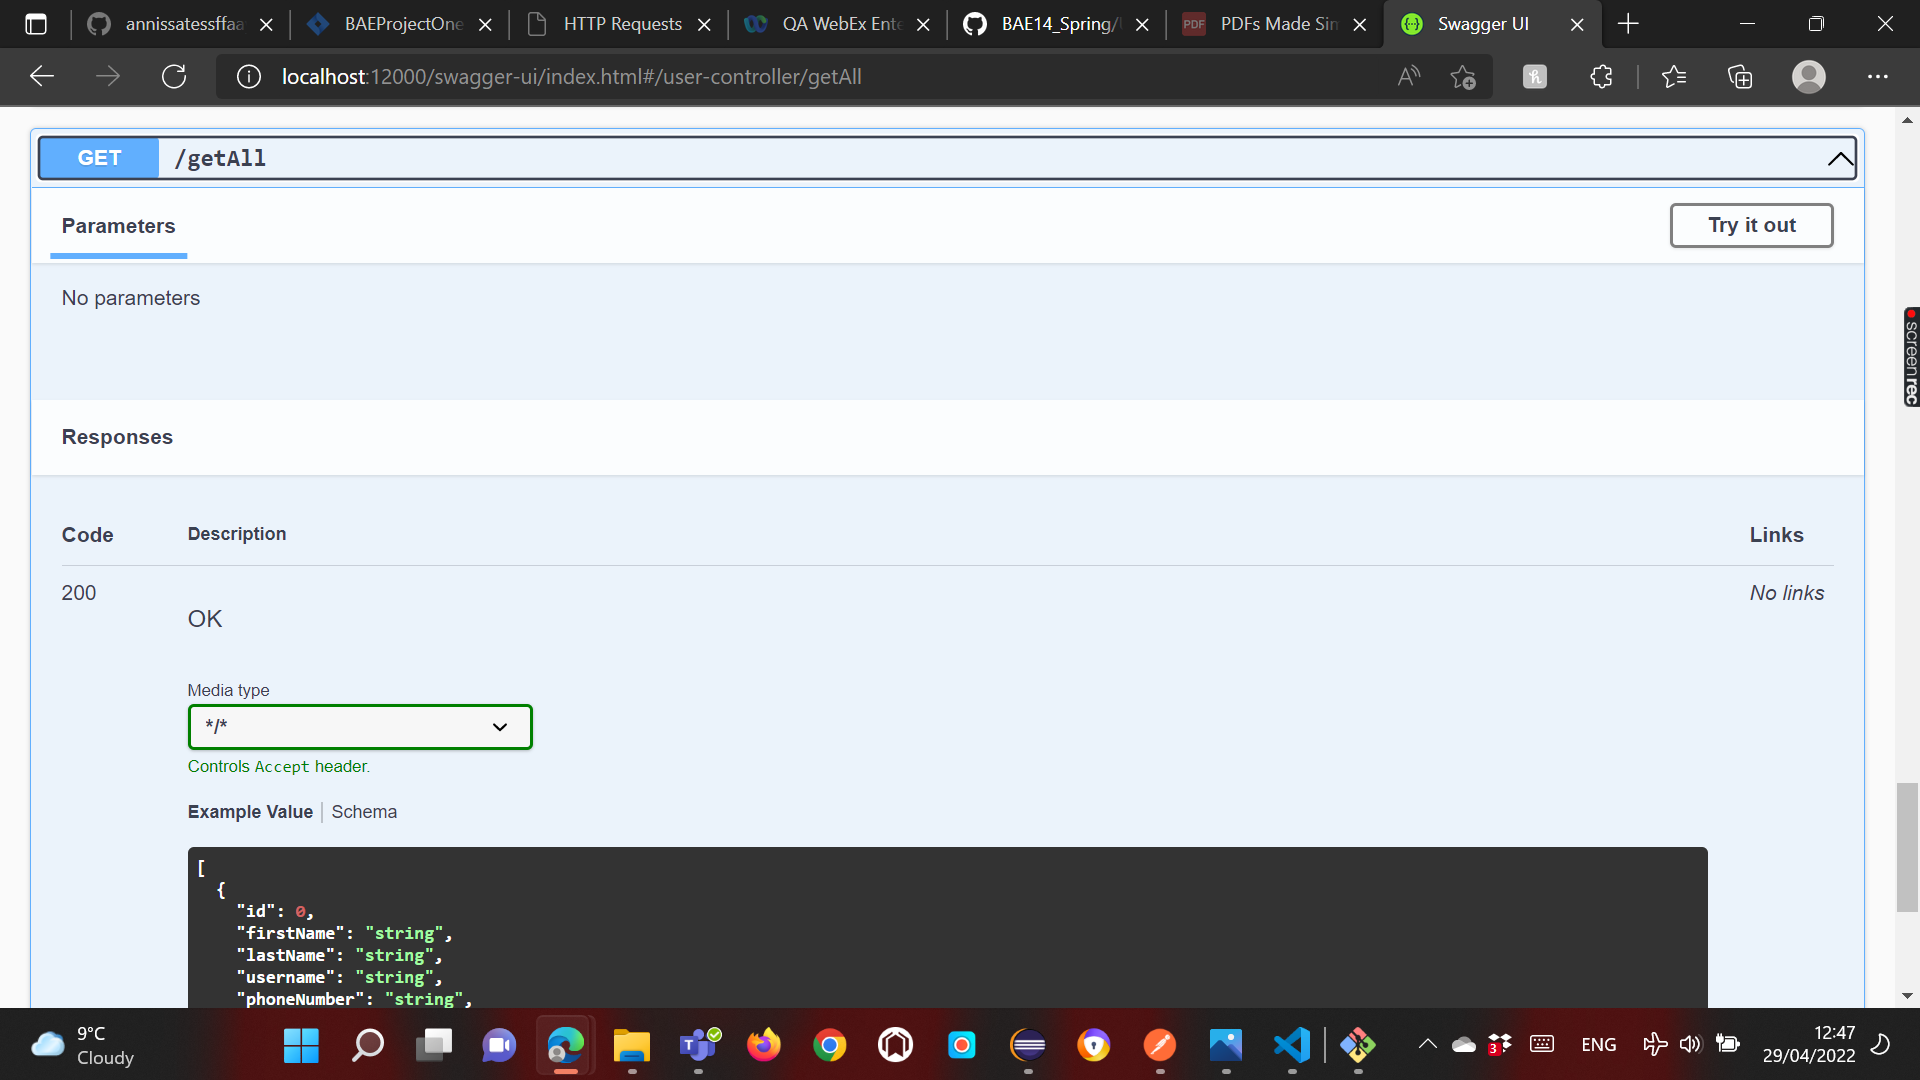 annissatessffaa
BAEProjectOne
HTTP Requests
QA WebEx Ente
BAE14_Spring/
PDF
PDFs Made Sim
Swagger UI
localhost:12000/swagger-ui/index.html#/user-controller/getAll
GET
/getAll
Parameters
Try it out
No parameters
screenrec
Responses
Code
Description
Links
200
OK
No links
Media type
*/*
Controls Accept header.
Example Value
Schema
[
{
"id": 0,
"firstName": "string",
"lastName": "string",
"username": "string",
"phoneNumber": "string",
9°C
Cloudy
3
ENG
12:47
29/04/2022